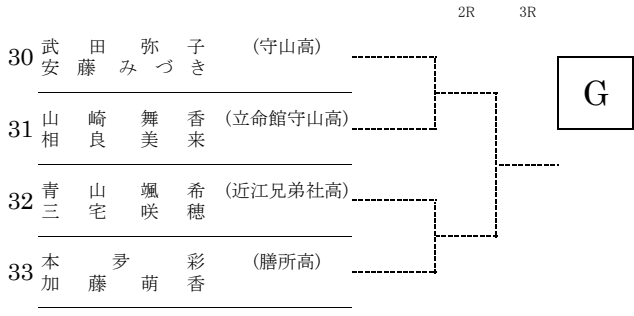 2R 3R
30 武田弥子 (守山高)
安藤みづき
G
31 山崎舞香 (立命館守山高)
相良美来
32 青山颯希 (近江兄弟社高)
三宅咲穂
33 本夛彩 (膳所高)
加藤萌香